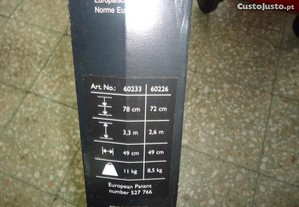 CustoJusto.pt
Norme Eu
Art. No.: 60233 60226
78 cm 72 cm
3,3 m 2,6 m
49 cm 49 cm
11 kg 8,5 kg
European Patent
number 527 766